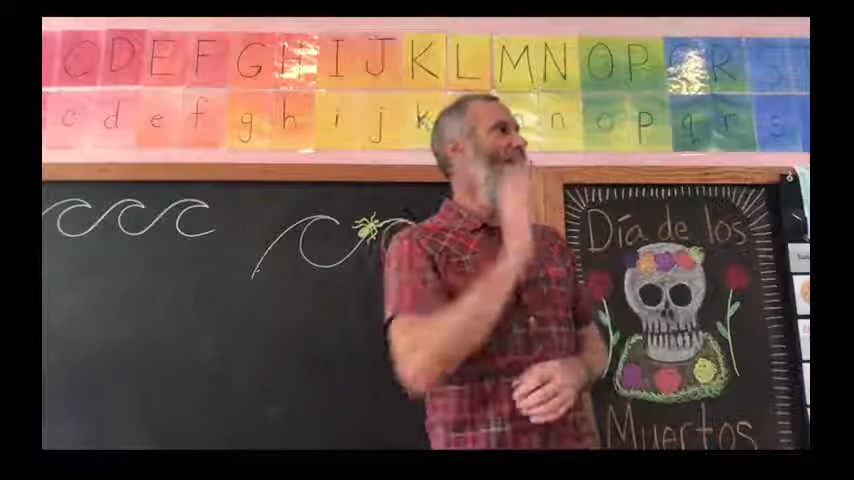 C D E F G H I J K L M N O P Q R S
c d e f g h i j k n o p q r s
Día de los
Muertos